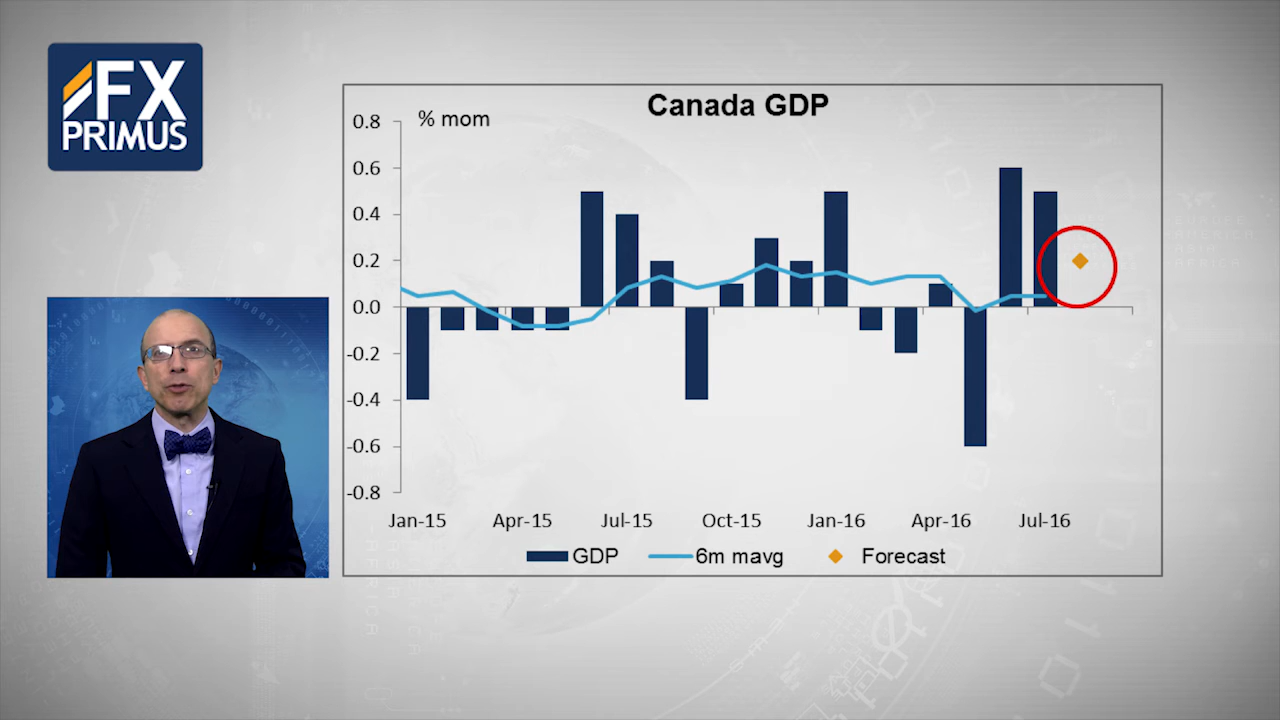 FX
PRIMUS
Canada GDP
% mom
0.8
0.6
0.4
0.2
0.0
-0.2
-0.4
-0.6
-0.8
Jan-15 Apr-15 Jul-15 Oct-15 Jan-16 Apr-16 Jul-16
GDP 6m mavg Forecast